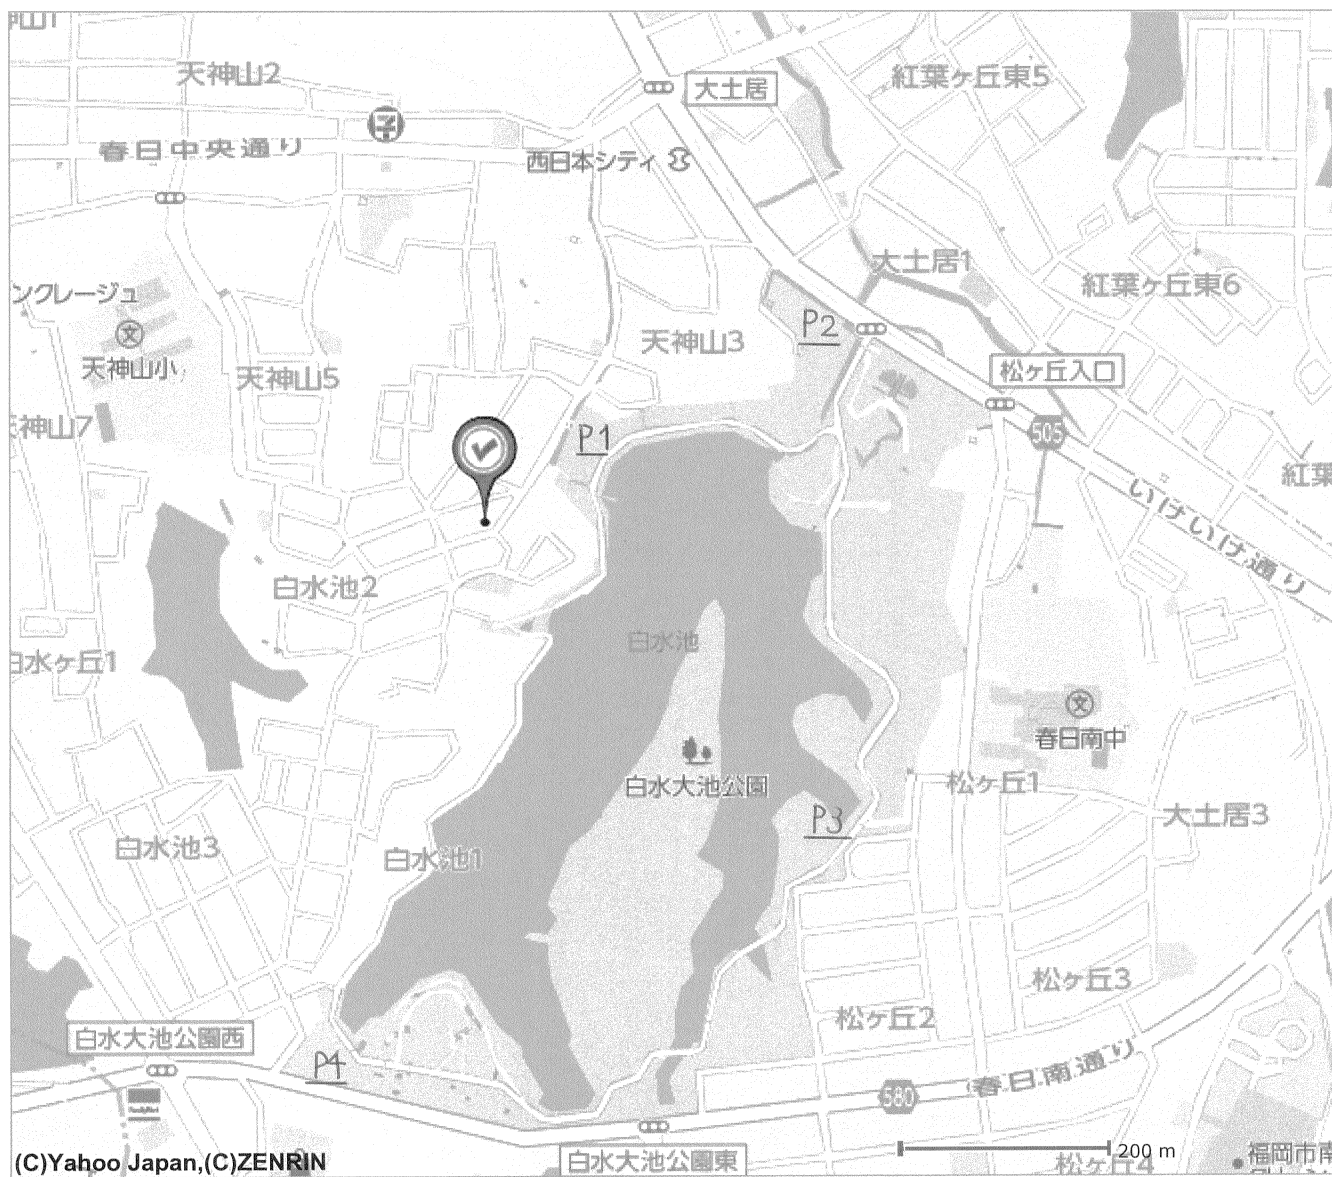 天神山2
大土居
紅葉ヶ丘東5
春日中央通り
西日本シティ
大土居1
紅葉ヶ丘東6
ンクレージュ
P2
天神山3
天神山小
天神山5
松ヶ丘入口
天神山7
P1
505
紅葉
いけいけ通り
白水池2
白水池
白水ヶ丘1
文
文
春日南中
白水大池公園
松ヶ丘1
大土居3
P3
白水池3
白水池1
松ヶ丘3
松ヶ丘2
白水大池公園西
P4
春日南通り
580
FamilyMart
200 m
(C)Yahoo Japan,(C)ZENRIN
白水大池公園東
松ヶ丘4
福岡市南